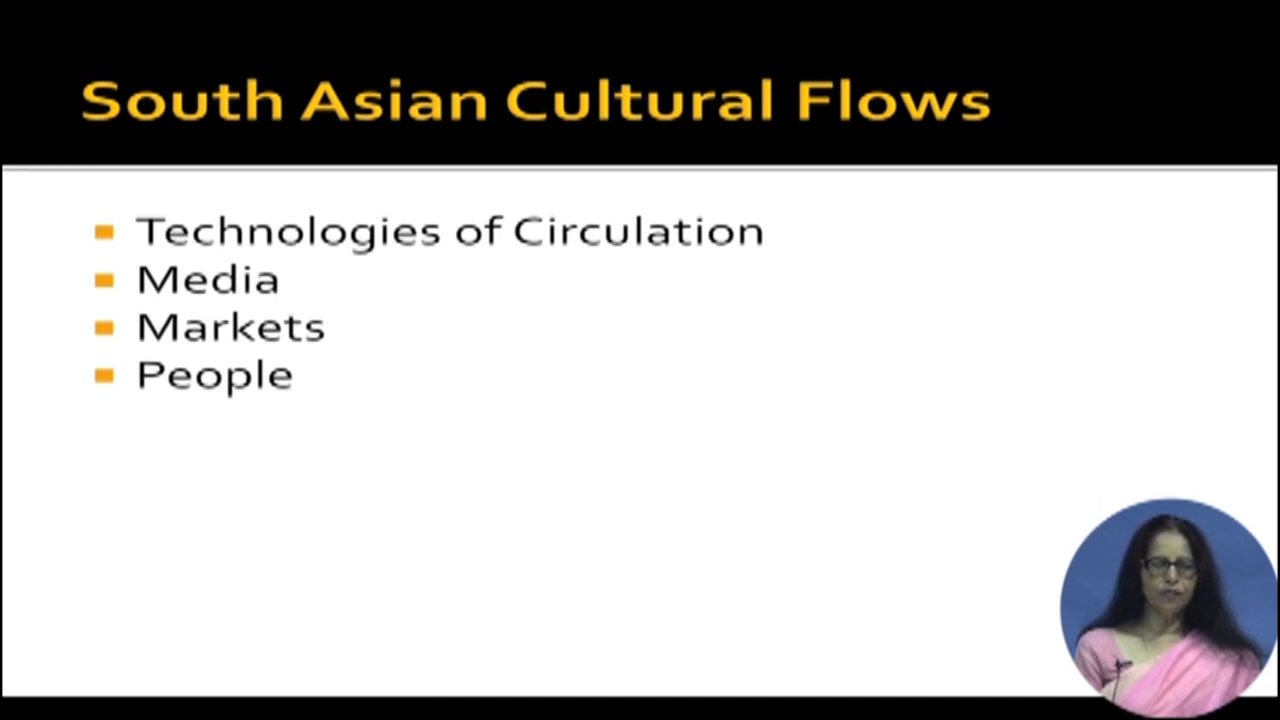 South Asian Cultural Flows
Technologies of Circulation
Media
Markets
People